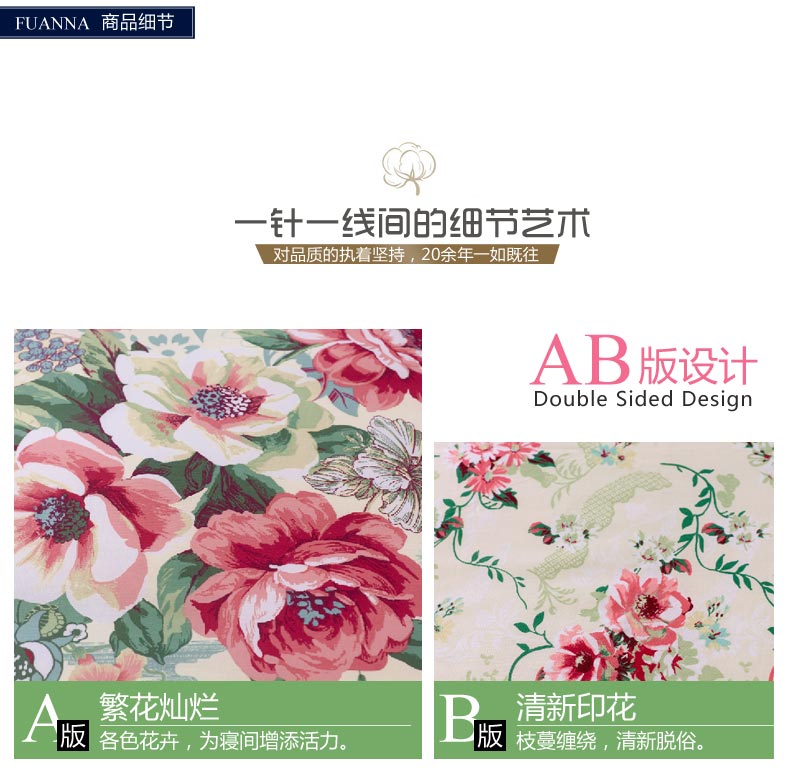 FUANNA 商品细节
一针一线间的细节艺术
对品质的执着坚持，20余年一如既往
AB版设计
Double Sided Design
A版
繁花灿烂
各色花卉，为寝间增添活力。
B版
清新印花
枝蔓缠绕，清新脱俗。